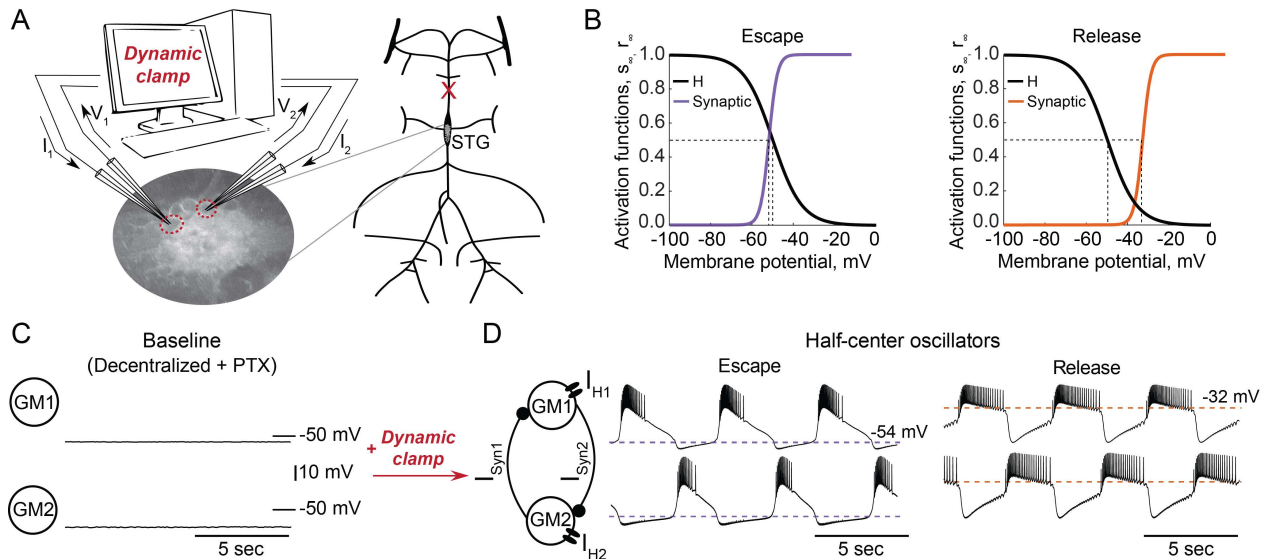 A
Dynamic
clamp
V1
V2
I1
I2
STG
X
B
Escape
Activation functions, s∞, r∞
1.0
0.8
0.6
0.4
0.2
0.0
H
Synaptic
-100 -80 -60 -40 -20 0
Membrane potential, mV
Release
Activation functions, s∞, r∞
1.0
0.8
0.6
0.4
0.2
0.0
H
Synaptic
-100 -80 -60 -40 -20 0
Membrane potential, mV
C
Baseline
(Decentralized + PTX)
GM1
-50 mV
10 mV
GM2
-50 mV
5 sec
+ Dynamic
clamp
D
Half-center oscillators
IH1
GM1
ISyn1
ISyn2
GM2
IH2
Escape
-54 mV
5 sec
Release
-32 mV
5 sec